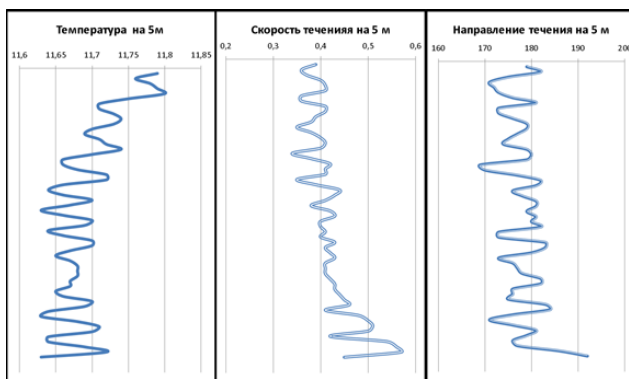 Температура на 5м
11,6 11,65 11,7 11,75 11,8 11,85
Скорость теченияя на 5 м
0,2 0,3 0,4 0,5 0,6
Направление течения на 5 м
160 170 180 190 200